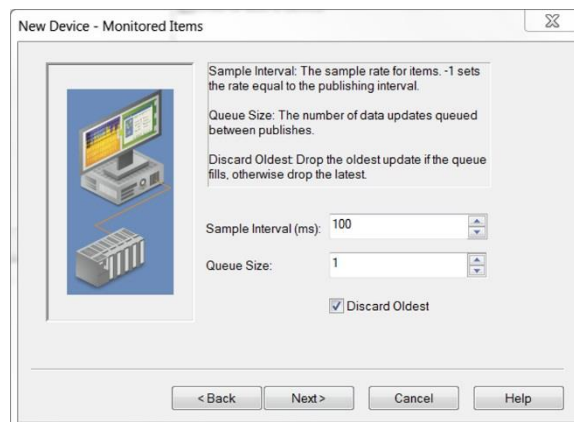 New Device - Monitored Items
Sample Interval: The sample rate for items. -1 sets
the rate equal to the publishing interval.
Queue Size: The number of data updates queued
between publishes.
Discard Oldest: Drop the oldest update if the queue
fills, otherwise drop the latest.
Sample Interval (ms): 100
Queue Size: 1
Discard Oldest
< Back Next > Cancel Help